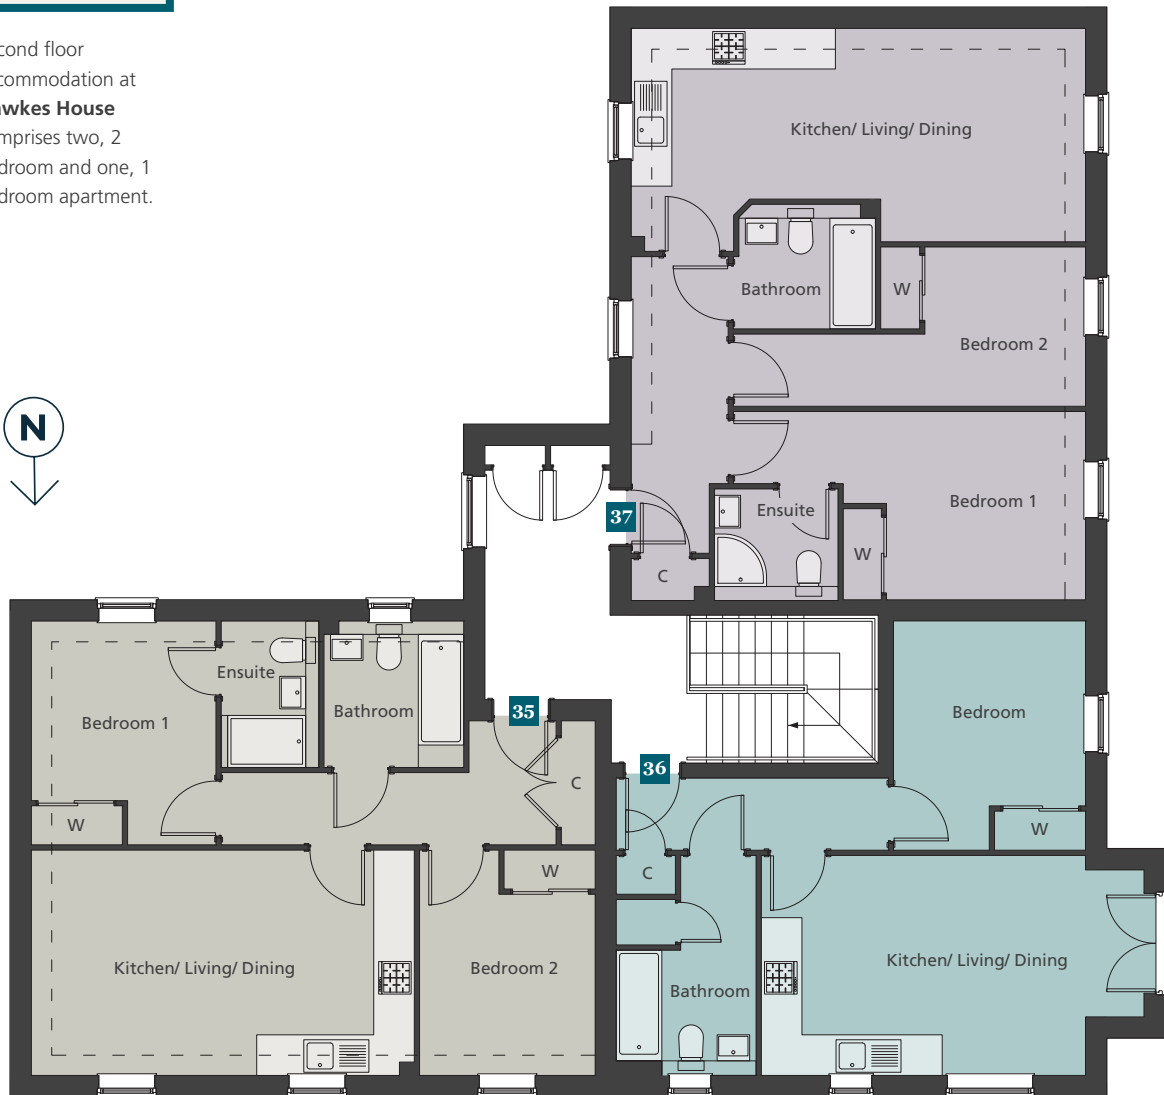 cond floor
commodation at
awkes House
mprises two, 2
droom and one, 1
droom apartment.
N
Kitchen/ Living/ Dining
Bathroom
W
Bedroom 2
Bedroom 1
Ensuite
W
37
C
Ensuite
Bedroom 1
Bathroom
35
C
W
W
Kitchen/ Living/ Dining
Bedroom 2
36
Bedroom
W
C
Kitchen/ Living/ Dining
Bathroom